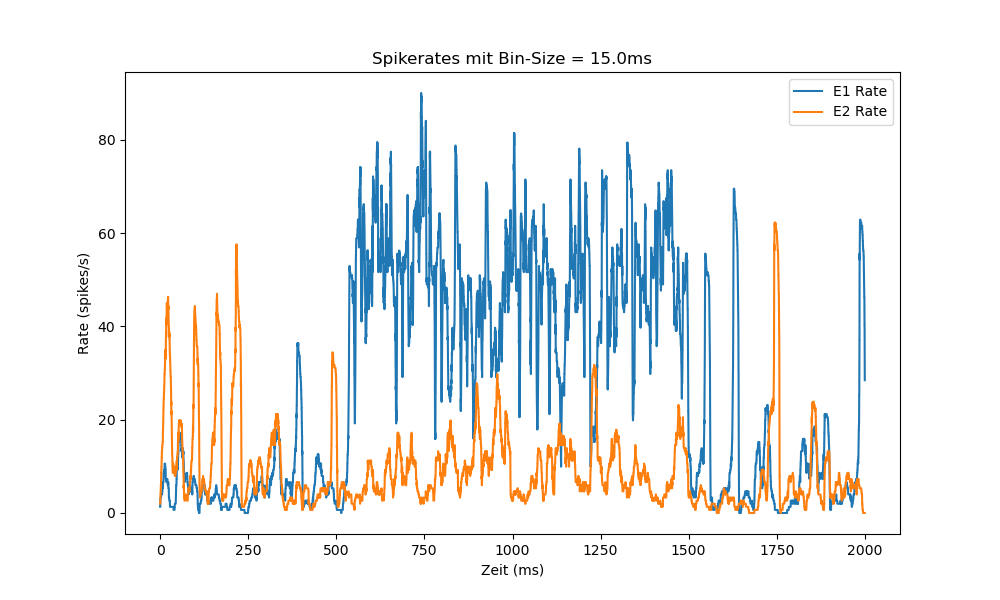 Spikerates mit Bin-Size = 15.0ms
E1 Rate
E2 Rate
Rate (spikes/s)
80
60
40
20
0
0 250 500 750 1000 1250 1500 1750 2000
Zeit (ms)